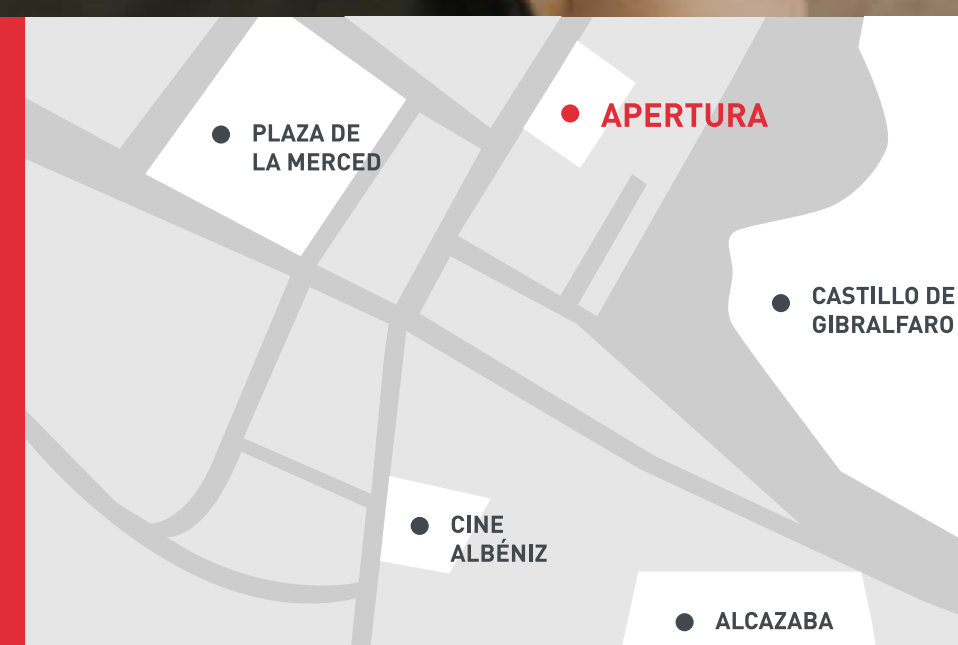 APERTURA
PLAZA DE
LA MERCED
CASTILLO DE
GIBRALFARO
CINE
ALBÉNIZ
ALCAZABA